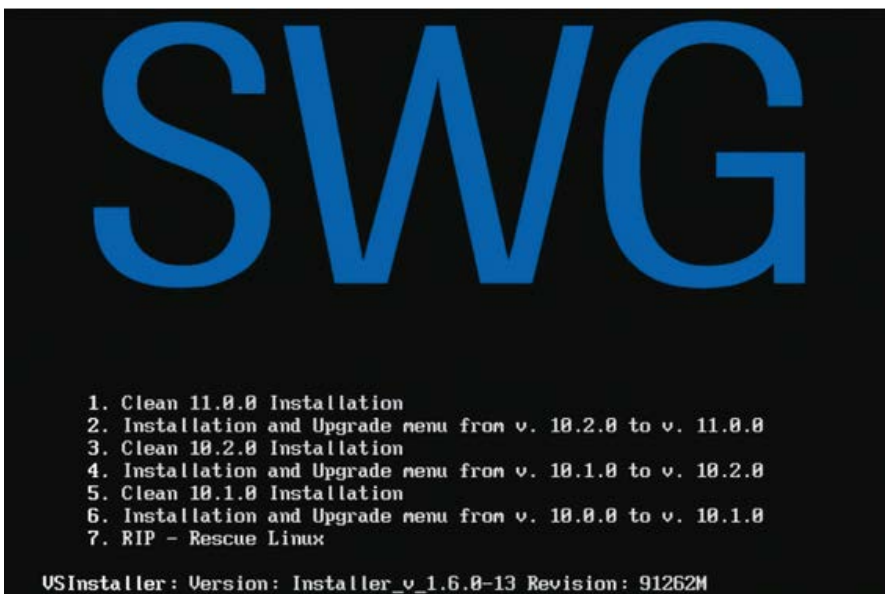 SWG
1. Clean 11.0.0 Installation
2. Installation and Upgrade menu from v. 10.2.0 to v. 11.0.0
3. Clean 10.2.0 Installation
4. Installation and Upgrade menu from v. 10.1.0 to v. 10.2.0
5. Clean 10.1.0 Installation
6. Installation and Upgrade menu from v. 10.0.0 to v. 10.1.0
7. RIP - Rescue Linux
VSInstaller: Version: Installer_v_1.6.0-13 Revision: 91262M